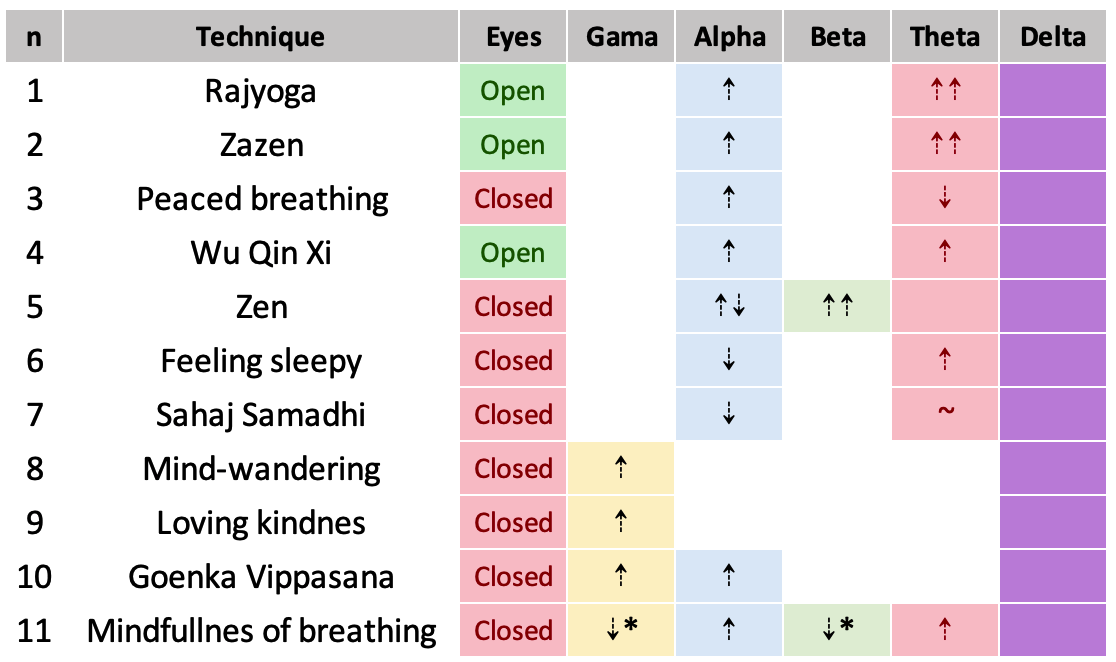 n Technique Eyes Gama Alpha Beta Theta Delta
1 Rajyoga Open ⇡ ⇡⇡
2 Zazen Open ⇡ ⇡⇡
3 Peaced breathing Closed ⇡ ⇣
4 Wu Qin Xi Open ⇡ ⇡
5 Zen Closed ⇡⇣ ⇡⇡
6 Feeling sleepy Closed ⇣ ⇡
7 Sahaj Samadhi Closed ⇣ ~
8 Mind-wandering Closed ⇡
9 Loving kindnes Closed ⇡
10 Goenka Vippasana Closed ⇡ ⇡
11 Mindfullnes of breathing Closed ⇣* ⇡ ⇣* ⇡